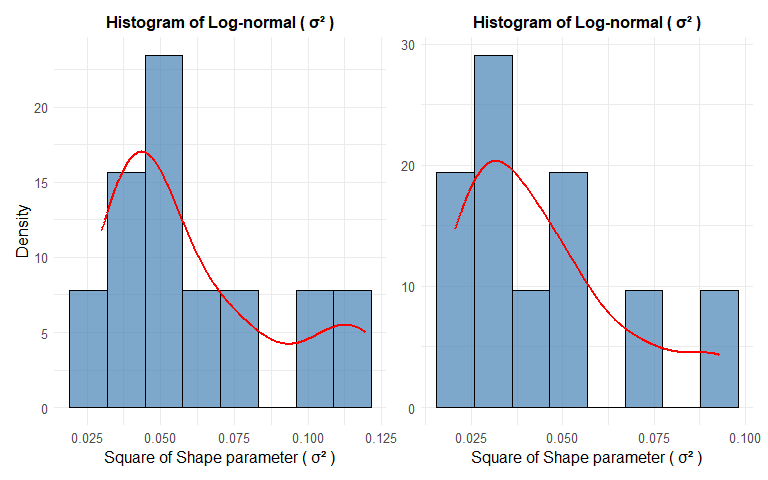 Histogram of Log-normal ( σ² )
Density
20
15
10
5
0
0.025 0.050 0.075 0.100 0.125
Square of Shape parameter ( σ² )
Histogram of Log-normal ( σ² )
30
20
10
0
0.025 0.050 0.075 0.100
Square of Shape parameter ( σ² )